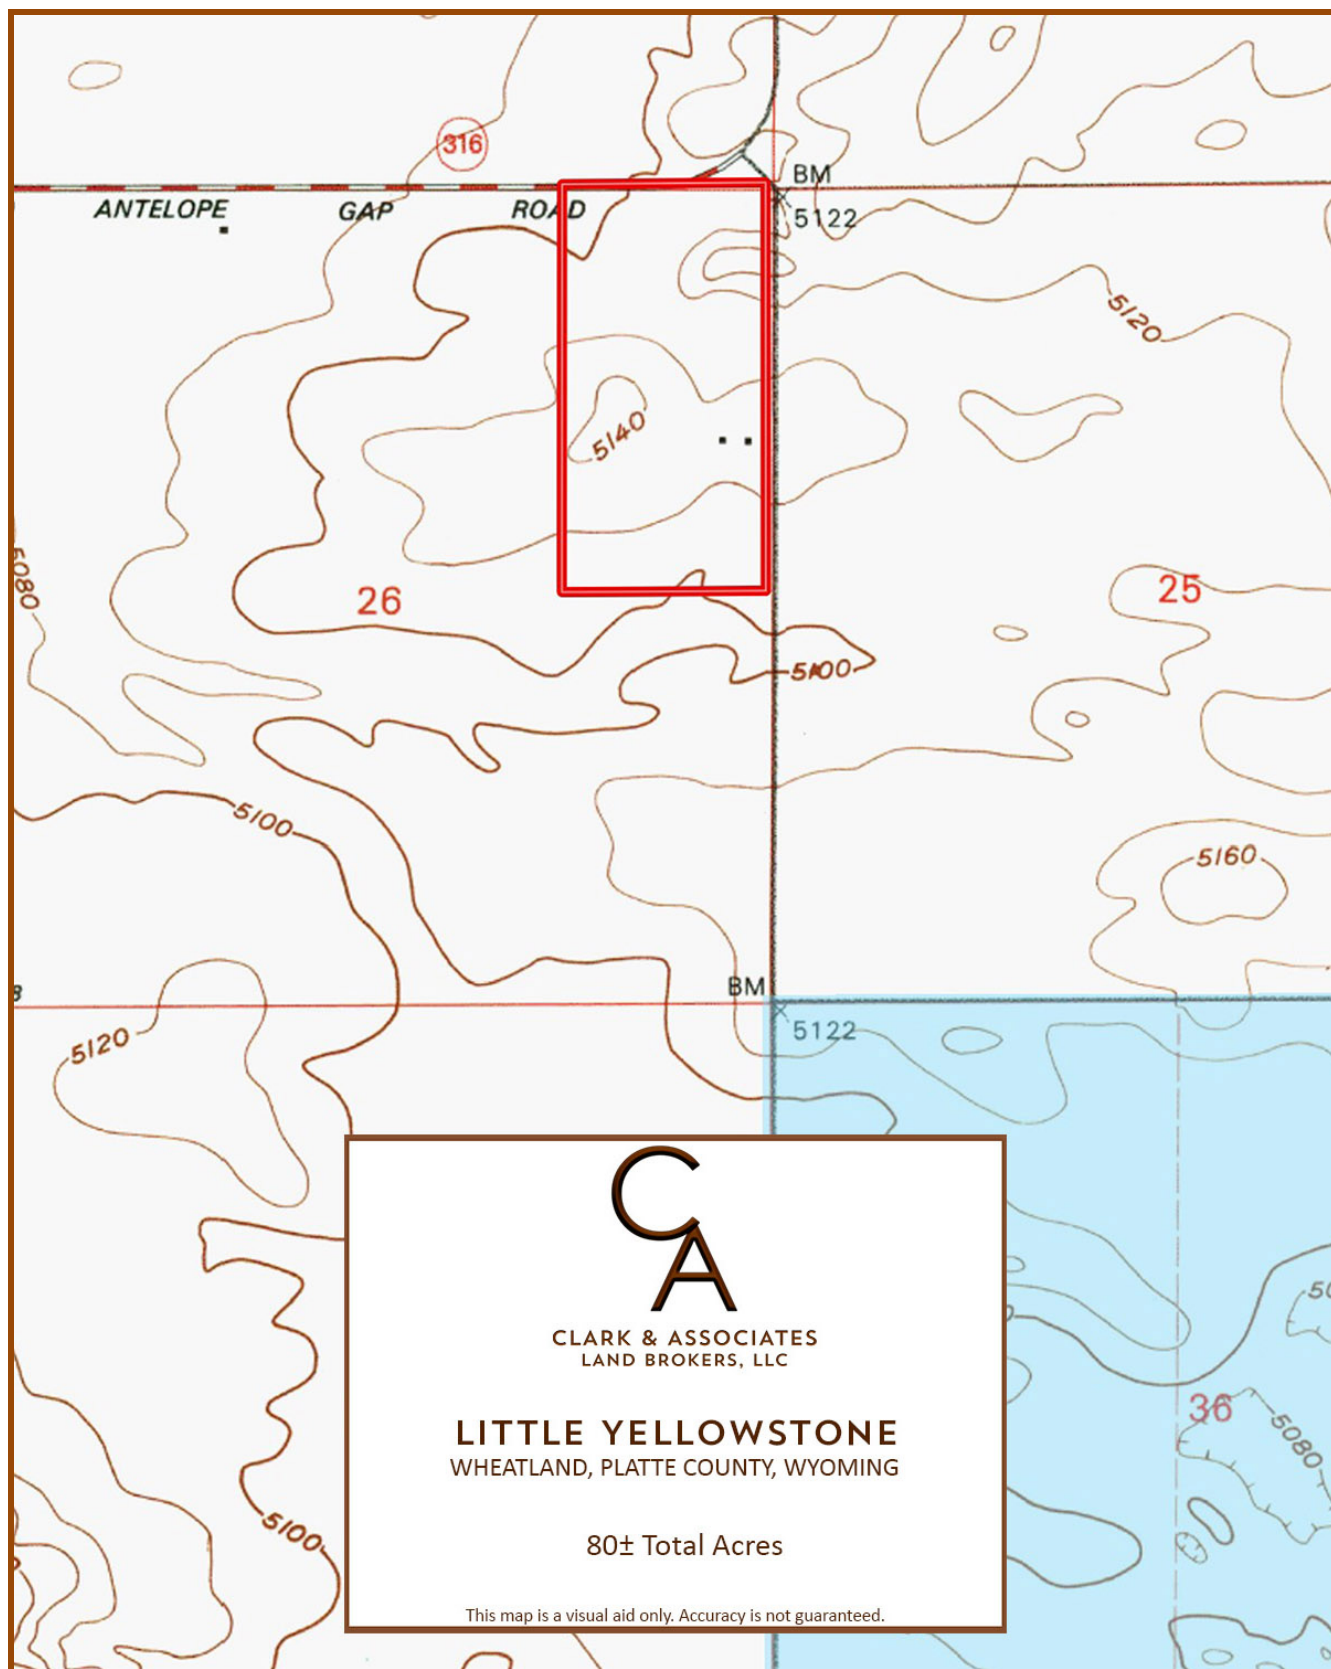 316
BM
ANTELOPE GAP ROAD
5122
5120
5140
5080
26
25
5100
5100
5160
BM
5122
5120
36
5080
5100
CA
CLARK & ASSOCIATES
LAND BROKERS, LLC
LITTLE YELLOWSTONE
WHEATLAND, PLATTE COUNTY, WYOMING
80± Total Acres
This map is a visual aid only. Accuracy is not guaranteed.